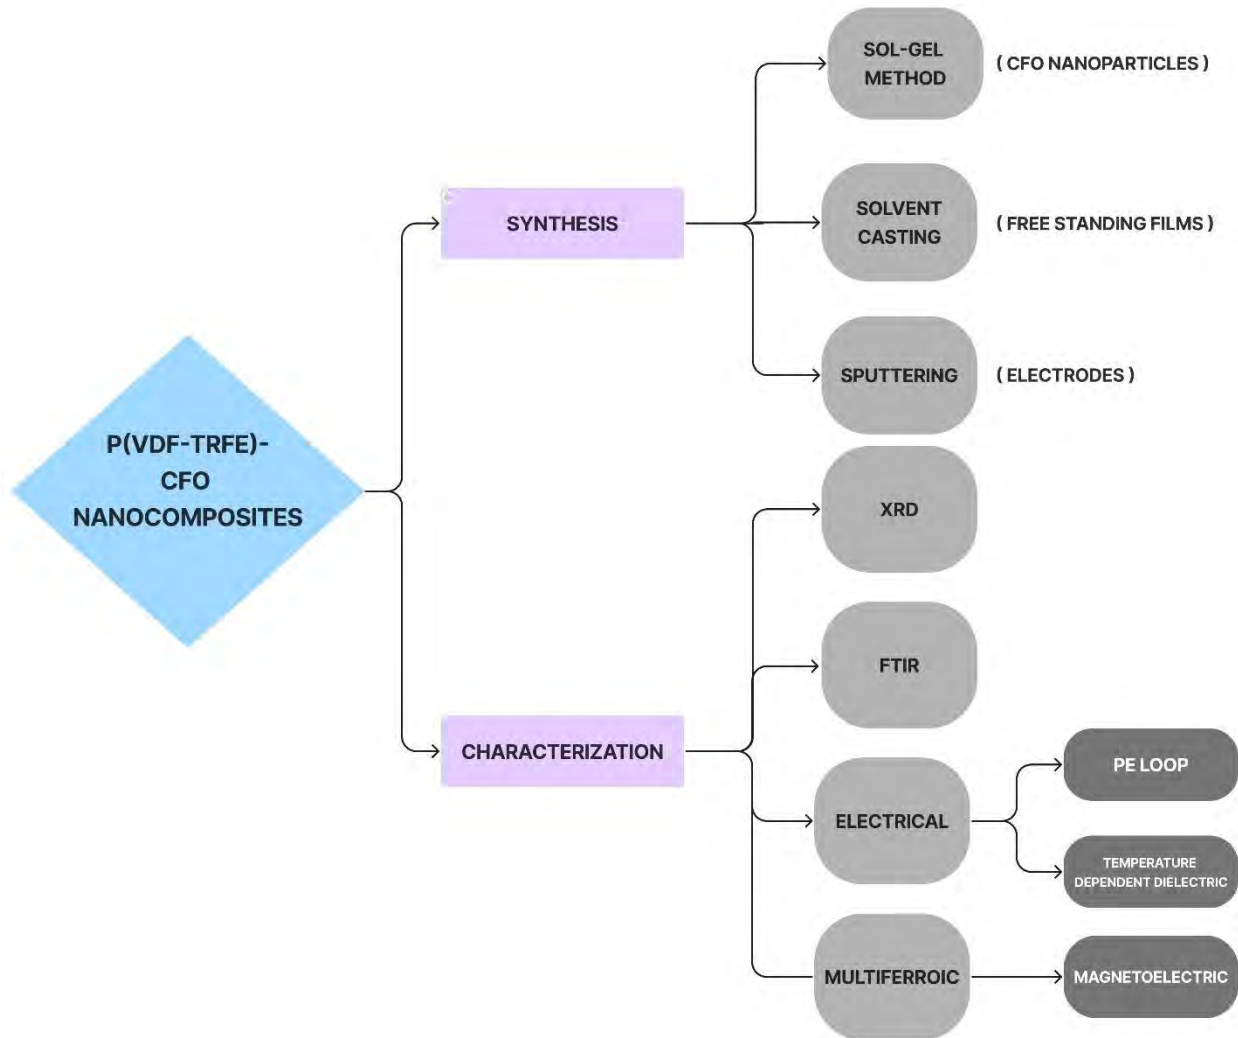 SOL-GEL
METHOD
( CFO NANOPARTICLES )
SYNTHESIS
SOLVENT
CASTING
( FREE STANDING FILMS )
SPUTTERING
( ELECTRODES )
P(VDF-TRFE)-
CFO
NANOCOMPOSITES
XRD
FTIR
CHARACTERIZATION
ELECTRICAL
PE LOOP
TEMPERATURE
DEPENDENT DIELECTRIC
MULTIFERROIC
MAGNETOELECTRIC